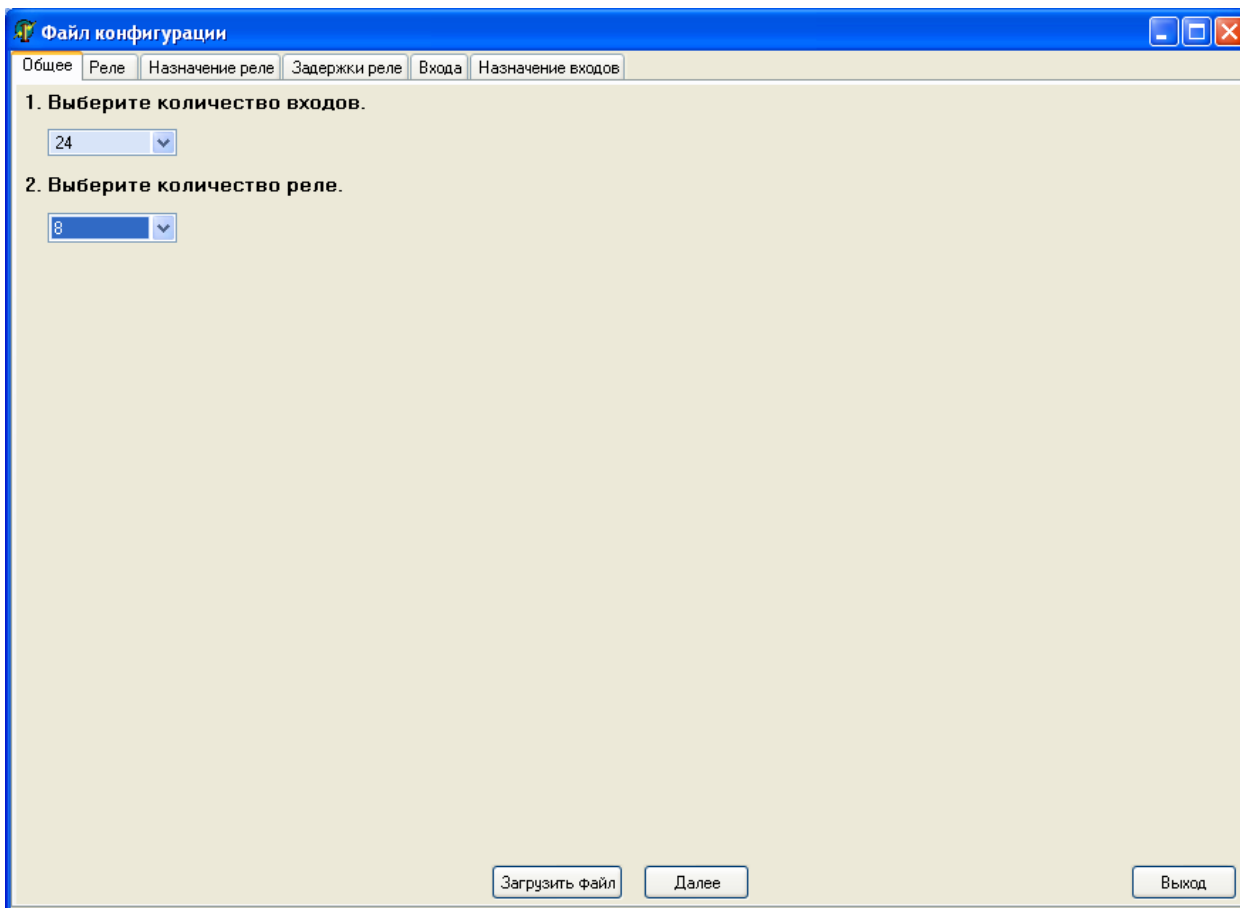 Файл конфигурации
Общее Реле Назначение реле Задержки реле Входа Назначение входов
1. Выберите количество входов.
24
2. Выберите количество реле.
8
Загрузить файл Далее Выход